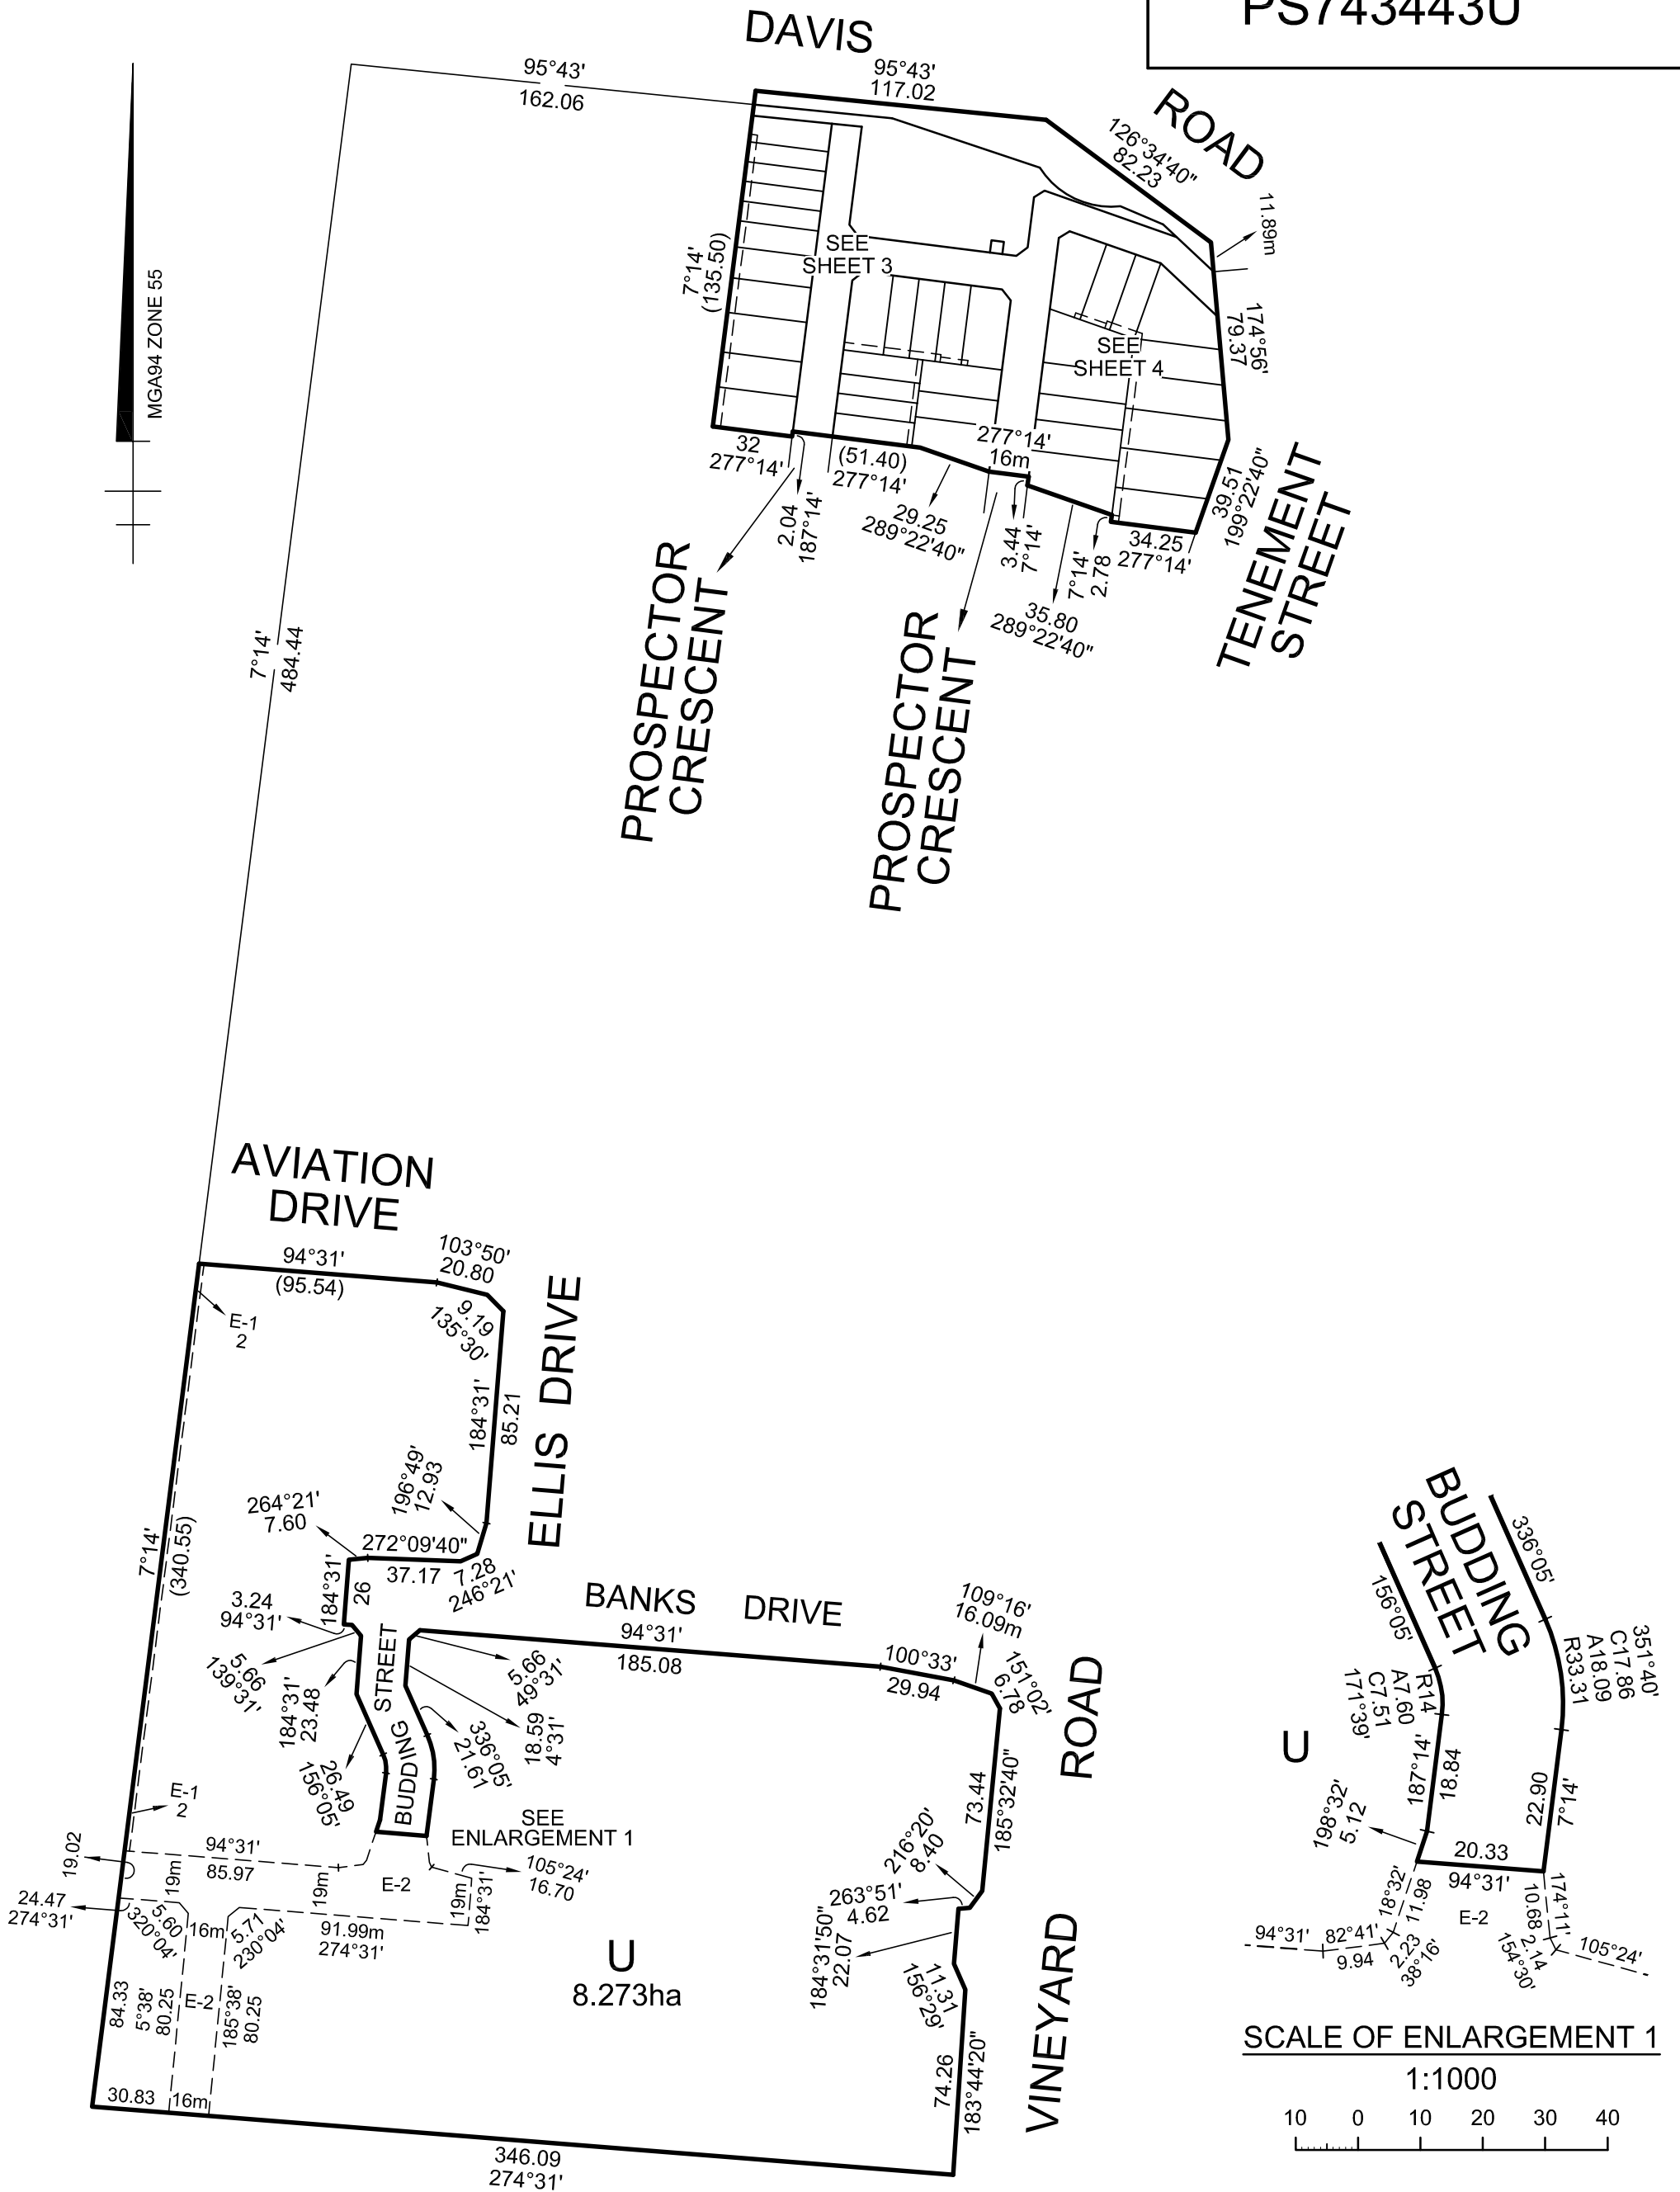 PS743443U
DAVIS
ROAD
95°43'
162.06
95°43'
117.02
126°34'40"
82.23
11.89m
MGA94 ZONE 55
SEE
SHEET 3
SEE
SHEET 4
7°14'
(135.50)
174°56'
79.37
32
277°14'
(51.40)
277°14'
277°14'
16m
2.04
187°14'
29.25
289°22'40"
3.44
7°14'
35.80
289°22'40"
7°14'
2.78
34.25
277°14'
39.51
199°22'40"
TENEMENT
STREET
PROSPECTOR
CRESCENT
PROSPECTOR
CRESCENT
7°14'
484.44
AVIATION
DRIVE
94°31'
(95.54)
103°50'
20.80
9.19
135°30'
E-1
2
ELLIS DRIVE
184°31'
85.21
196°49'
12.93
264°21'
7.60
272°09'40"
37.17
7.28
246°21'
7°14'
(340.55)
184°31'
26
3.24
94°31'
5.66
139°31'
184°31'
23.48
26.49
156°05'
BUDDING STREET
BANKS DRIVE
94°31'
185.08
5.66
49°31'
18.59
4°31'
336°05'
21.61
100°33'
29.94
109°16'
16.09m
151°02'
6.78
VINEYARD ROAD
73.44
185°32'40"
216°20'
8.40
263°51'
4.62
184°31'50"
22.07
11.31
156°29'
74.26
183°44'20"
SEE
ENLARGEMENT 1
E-1
2
19.02
94°31'
85.97
19m
19m
E-2
19m
184°31'
105°24'
16.70
24.47
274°31'
5.60
320°04'
16m
5.71
230°04'
91.99m
274°31'
U
8.273ha
84.33
5°38'
80.25
E-2
185°38'
80.25
30.83
16m
346.09
274°31'
BUDDING
STREET
336°05'
156°05'
351°40'
C17.86
A18.09
R33.31
R14
A7.60
C7.51
171°39'
U
187°14'
18.84
22.90
7°14'
198°32'
5.12
20.33
94°31'
18°32'
11.98
E-2
10.68
174°11'
94°31'
82°41'
9.94
2.23
38°16'
2.14
154°30'
105°24'
SCALE OF ENLARGEMENT 1
1:1000
10 0 10 20 30 40